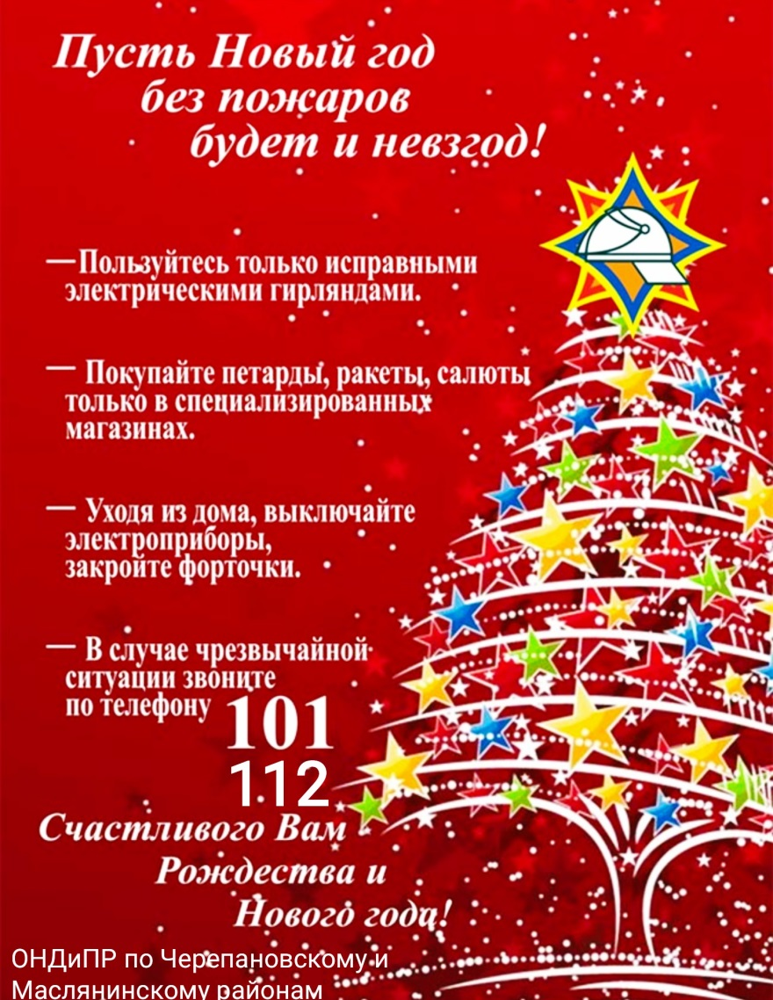 Пусть Новый год
без пожаров
будет и невзгод!
—Пользуйтесь только исправными
электрическими гирляндами.
— Покупайте петарды, ракеты, салюты
только в специализированных
магазинах.
— Уходя из дома, выключайте
электроприборы,
закройте форточки.
— В случае чрезвычайной
ситуации звоните
по телефону 101
112
Счастливого Вам
Рождества и
Нового года!
ОНДиПР по Черепановскому и
Маслянинскому районам